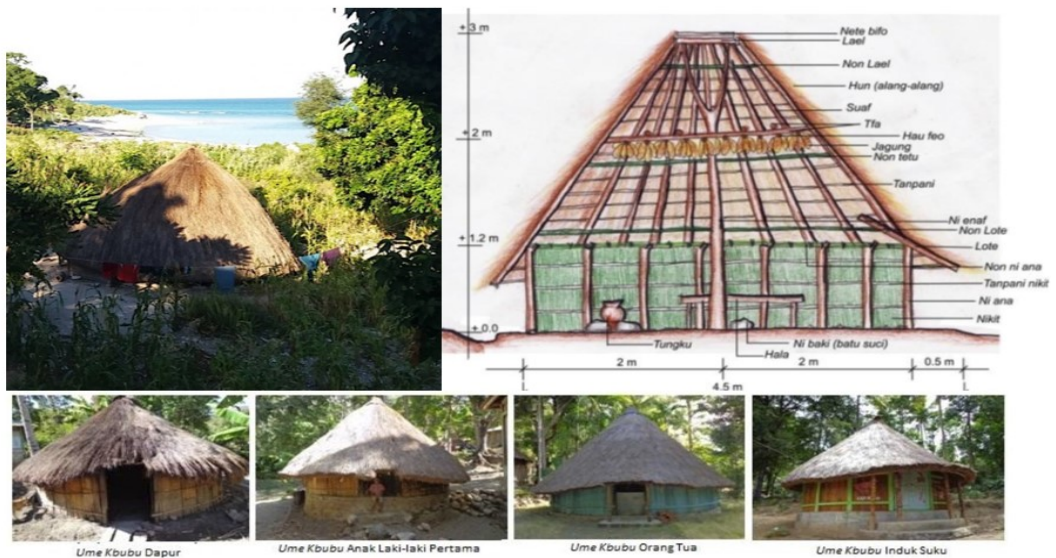 +3 m
+2 m
+1.2 m
+0.0
Nete bifo
Lael
Non Lael
Hun (alang-alang)
Suaf
Tfa
Hau feo
Jagung
Non tetu
Tanpani
Ni enaf
Non Lote
Lote
Non ni ana
Tanpani nikit
Ni ana
Nikit
Ni baki (batu suci)
Hala
Tungku
2 m
2 m
0.5 m
4.5 m
Ume Kbubu Dapur
Ume Kbubu Anak Laki-laki Pertama
Ume Kbubu Orang Tua
Ume Kbubu Induk Suku